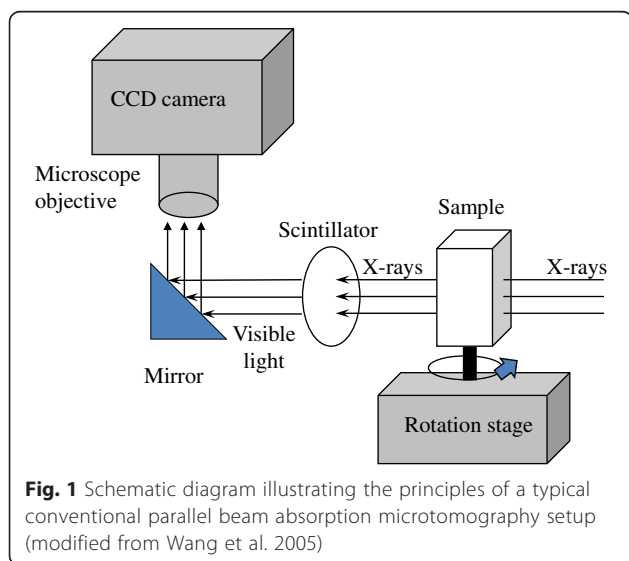 CCD camera
Microscope
objective
Sample
Scintillator
X-rays
X-rays
Visible
light
Mirror
Rotation stage
Fig. 1 Schematic diagram illustrating the principles of a typical
conventional parallel beam absorption microtomography setup
(modified from Wang et al. 2005)